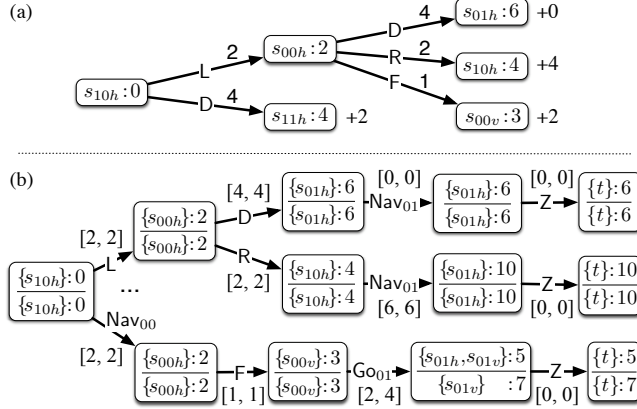 (a)
4
s01h:6 +0
D
2
s00h:2
R
2
s10h:4 +4
L
F
1
s10h:0
D
4
s11h:4 +2
s00v:3 +2
(b)
[4, 4] {s01h}:6 [0, 0] {s01h}:6 [0, 0] {t}:6
{s00h}:2 D {s01h}:6 Nav01 {s01h}:6 Z {t}:6
[2, 2] {s00h}:2
L R {s10h}:4 Nav01 {s01h}:10 Z {t}:10
{s10h}:0 [2, 2] {s10h}:4 [6, 6] {s01h}:10 [0, 0] {t}:10
{s10h}:0 ...
Nav00
[2, 2] {s00h}:2 F {s00v}:3 Go01 {s01h, s01v}:5 Z {t}:5
{s00h}:2 [1, 1] {s00v}:3 [2, 4] {s01v} :7 [0, 0] {t}:7